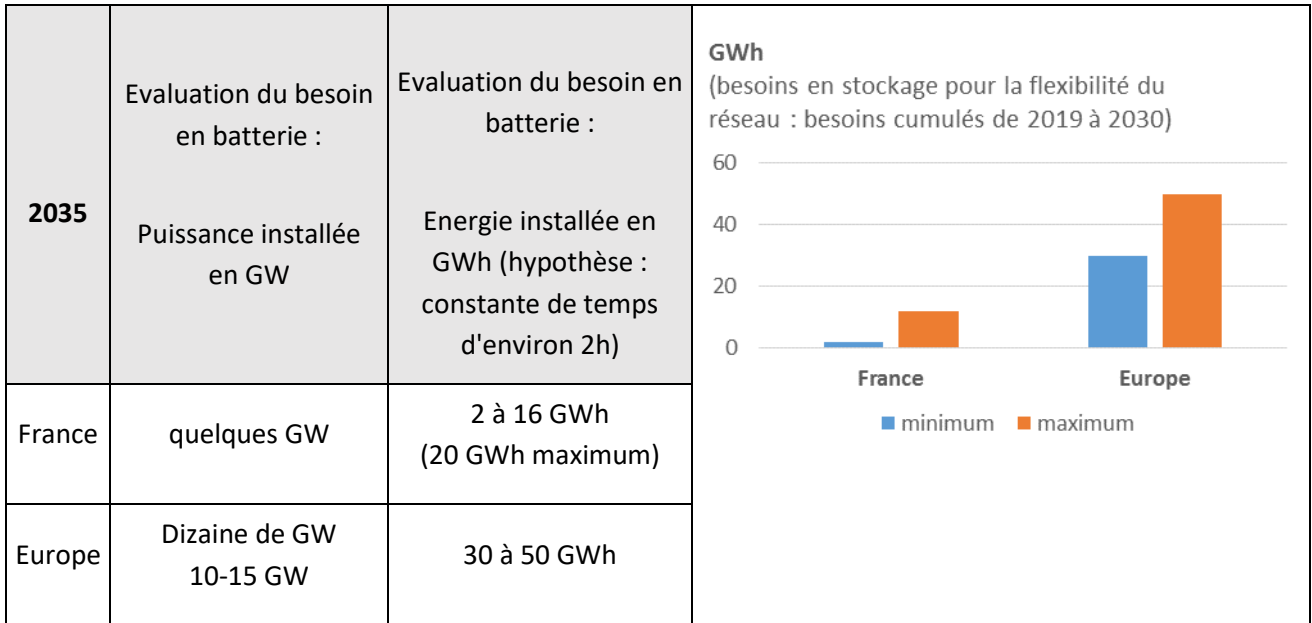 2035
Evaluation du besoin
en batterie :
Puissance installée
en GW
Evaluation du besoin en
batterie :
Energie installée en
GWh (hypothèse :
constante de temps
d'environ 2h)
France
quelques GW
2 à 16 GWh
(20 GWh maximum)
Europe
Dizaine de GW
10-15 GW
30 à 50 GWh
GWh
(besoins en stockage pour la flexibilité du
réseau : besoins cumulés de 2019 à 2030)
60
40
20
0
France Europe
minimum maximum